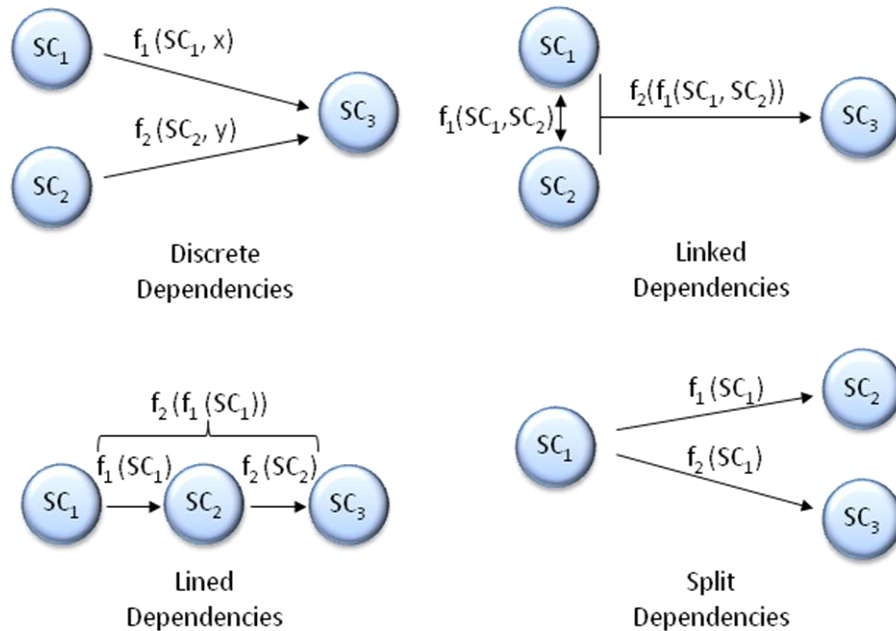 SC₁
f₁ (SC₁, x)
f₂ (SC₂, y)
SC₂
SC₃
Discrete
Dependencies
SC₁
f₁(SC₁,SC₂)
SC₂
f₂(f₁(SC₁, SC₂))
SC₃
Linked
Dependencies
f₂ (f₁ (SC₁))
f₁ (SC₁)
f₂ (SC₂)
SC₁
SC₂
SC₃
Lined
Dependencies
SC₁
f₁ (SC₁)
f₂ (SC₁)
SC₂
SC₃
Split
Dependencies